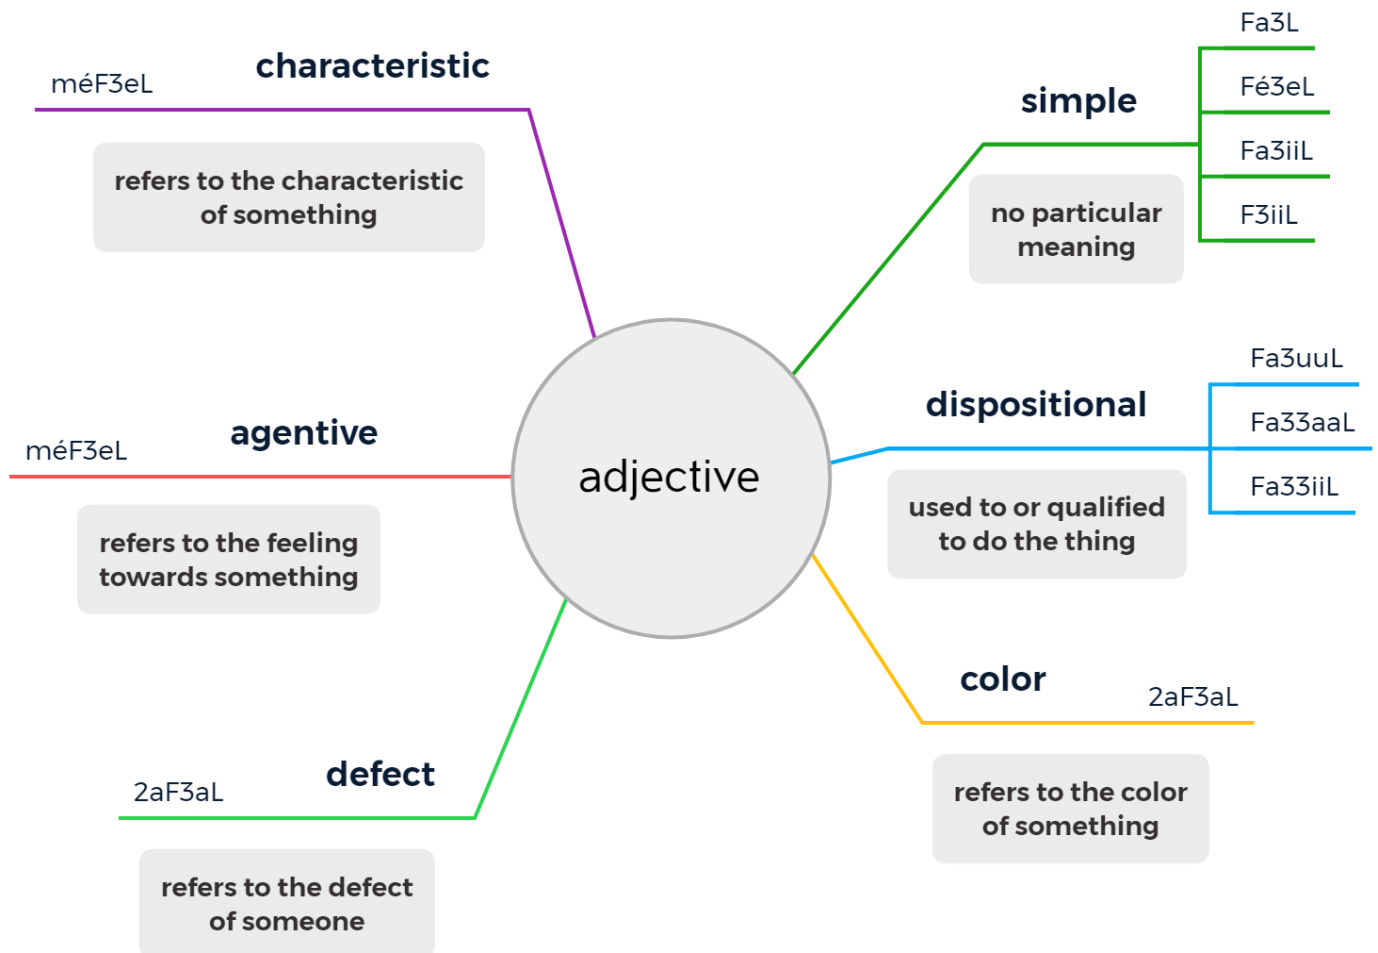 characteristic
méF3eL
refers to the characteristic
of something
agentive
méF3eL
refers to the feeling
towards something
defect
2aF3aL
refers to the defect
of someone
adjective
simple
no particular
meaning
Fa3L
Fé3eL
Fa3iiL
F3iiL
dispositional
used to or qualified
to do the thing
Fa3uuL
Fa33aaL
Fa33iiL
color
2aF3aL
refers to the color
of something